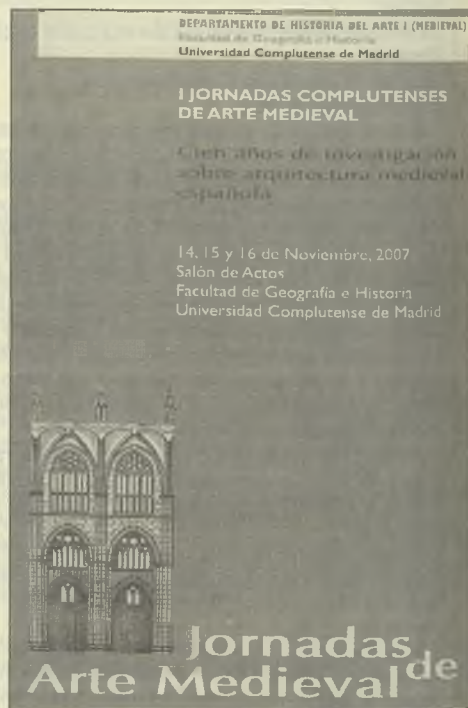 DEPARTAMENTO DE HISTORIA DEL ARTE I (MEDIEVAL)
Facultad de Geografía e Historia
Universidad Complutense de Madrid
I JORNADAS COMPLUTENSES
DE ARTE MEDIEVAL
Cien años de investigación
sobre arquitectura medieval
española
14, 15 y 16 de Noviembre, 2007
Salón de Actos
Facultad de Geografía e Historia
Universidad Complutense de Madrid
Jornadas de
Arte Medieval